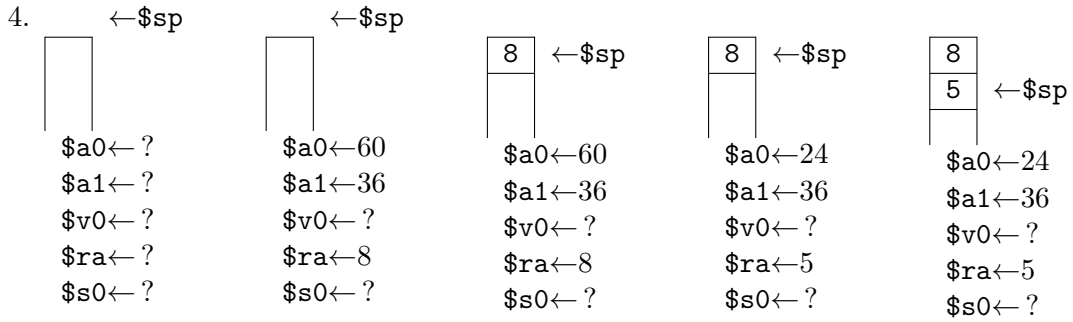 4. ←$sp ←$sp
8 ←$sp 8 ←$sp 8
5 ←$sp
$a0←? $a0←60 $a0←60 $a0←24 $a0←24
$a1←? $a1←36 $a1←36 $a1←36 $a1←36
$v0←? $v0←? $v0←? $v0←? $v0←?
$ra←? $ra←8 $ra←8 $ra←5 $ra←5
$s0←? $s0←? $s0←? $s0←? $s0←?